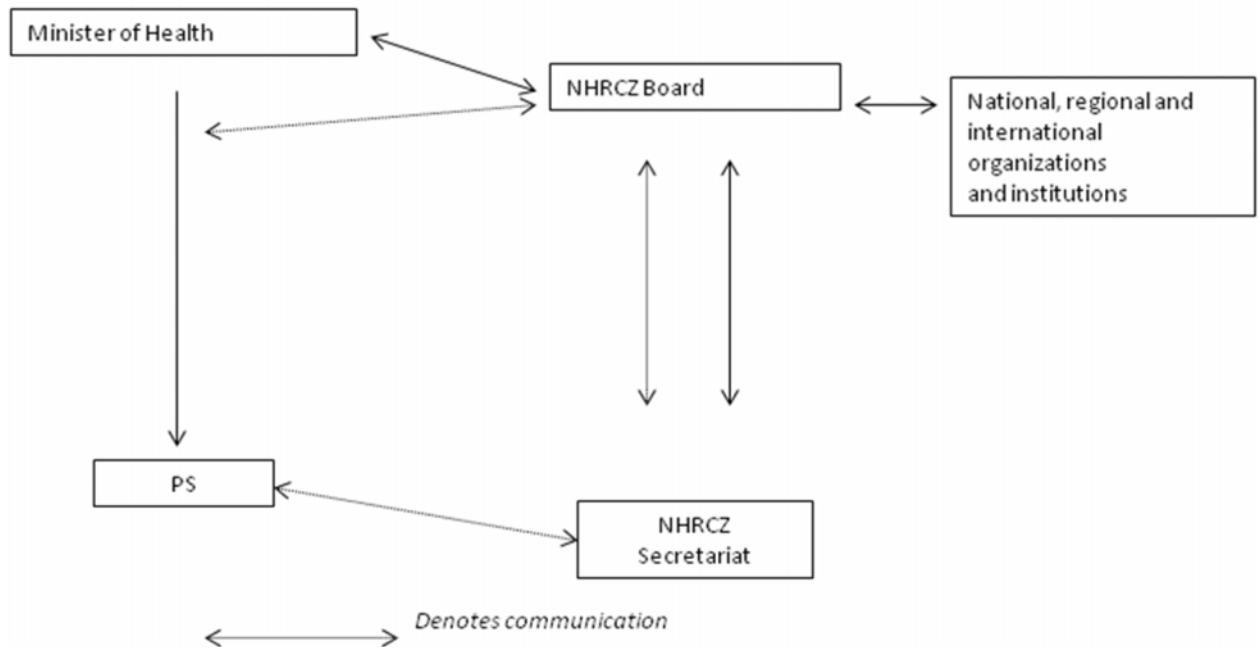 Minister of Health
NHRCZ Board
National, regional and
international
organizations
and institutions
PS
NHRCZ
Secretariat
Denotes communication